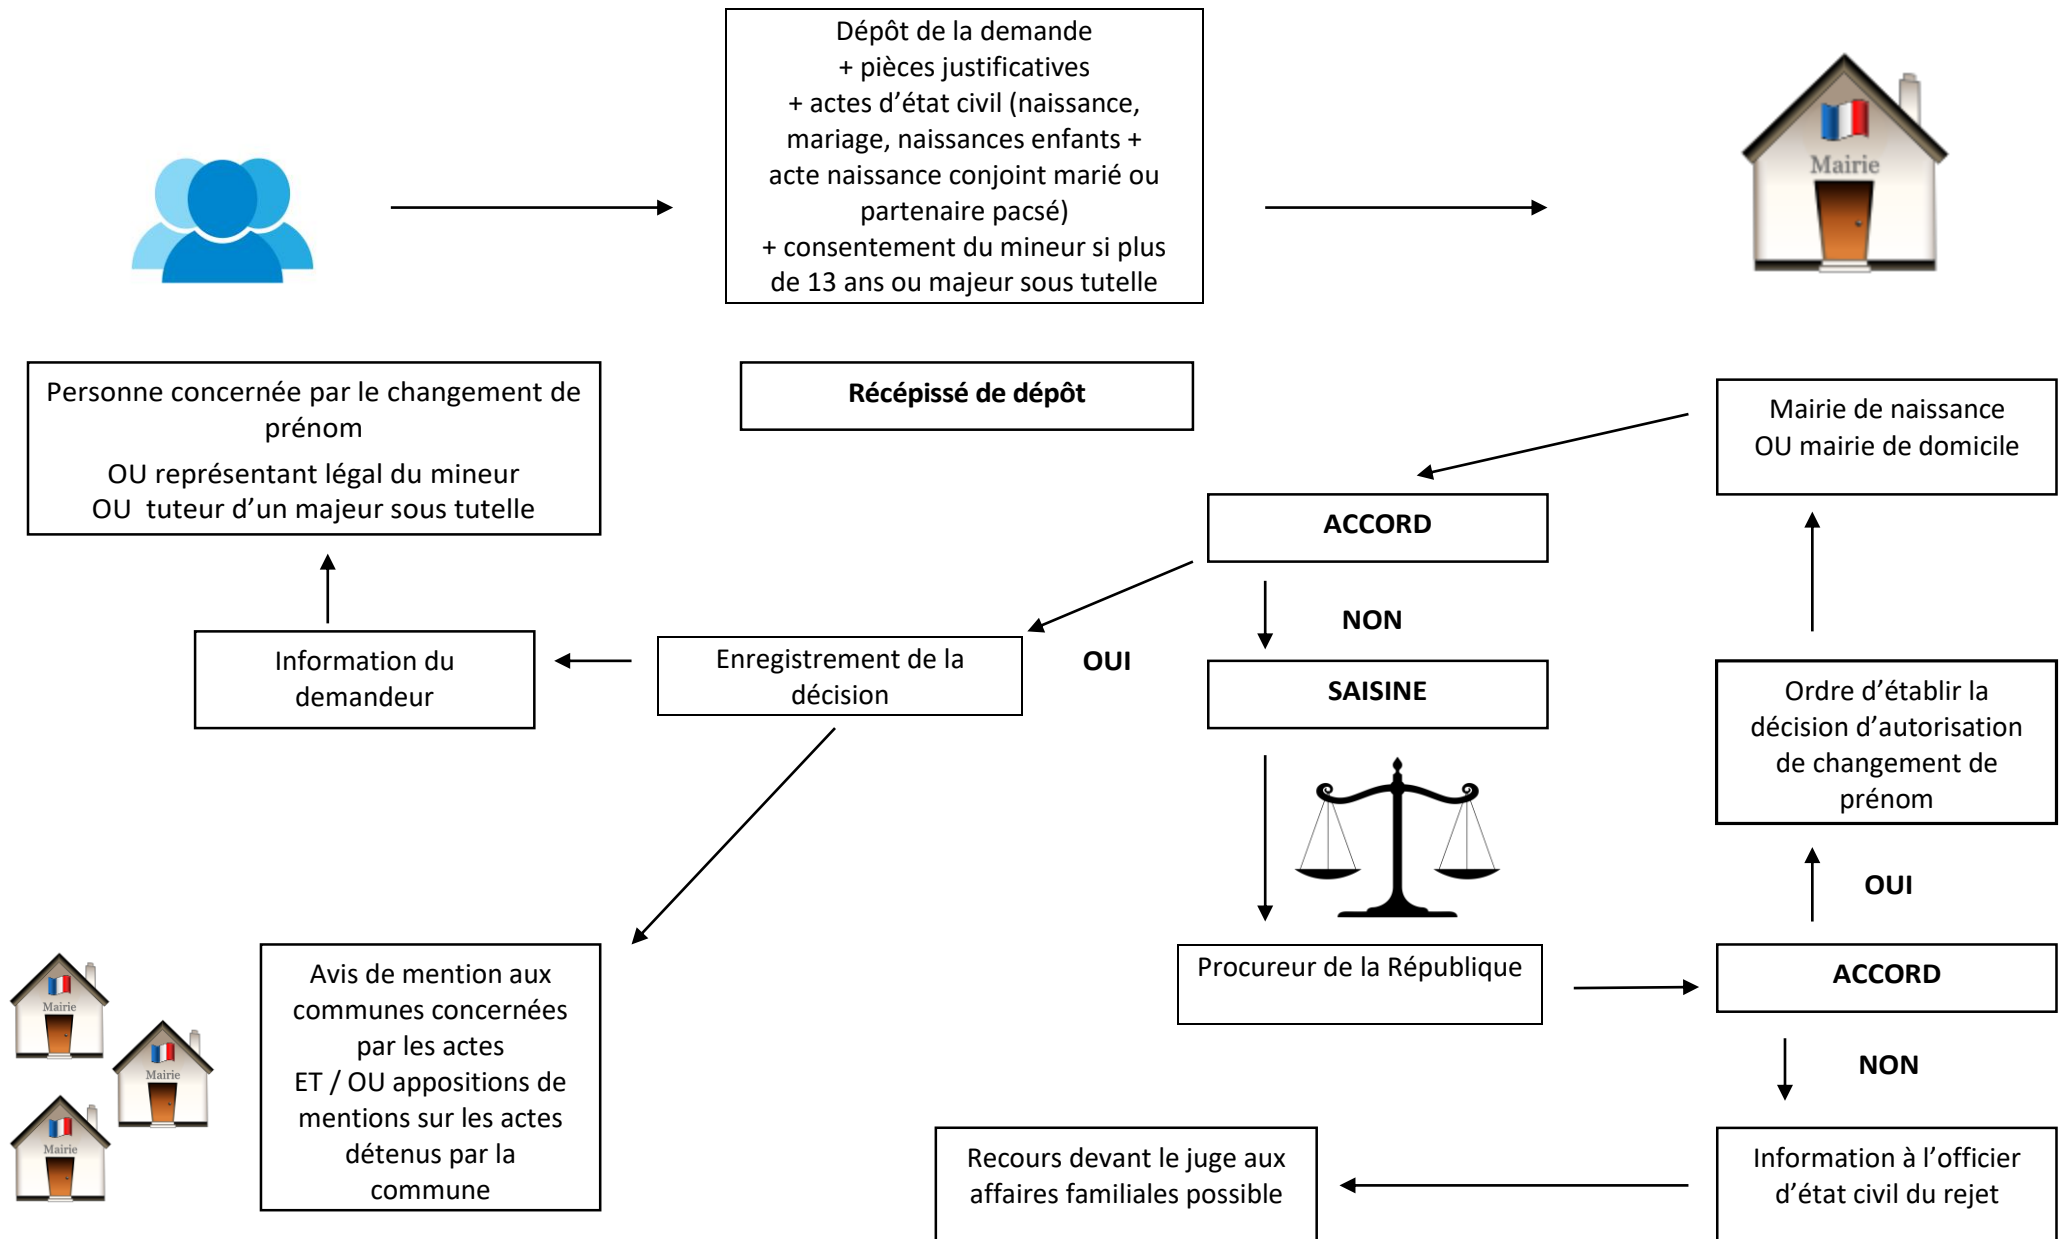 Dépôt de la demande
+ pièces justificatives
+ actes d’état civil (naissance,
mariage, naissances enfants +
acte naissance conjoint marié ou
partenaire pacsé)
+ consentement du mineur si plus
de 13 ans ou majeur sous tutelle
Mairie
Personne concernée par le changement de
prénom
OU représentant légal du mineur
OU tuteur d’un majeur sous tutelle
Récépissé de dépôt
Mairie de naissance
OU mairie de domicile
ACCORD
NON
OUI
Information du
demandeur
Enregistrement de la
décision
SAISINE
Ordre d’établir la
décision d’autorisation
de changement de
prénom
OUI
Procureur de la République
ACCORD
NON
Mairie
Mairie
Mairie
Avis de mention aux
communes concernées
par les actes
ET / OU appositions de
mentions sur les actes
détenus par la
commune
Recours devant le juge aux
affaires familiales possible
Information à l’officier
d’état civil du rejet